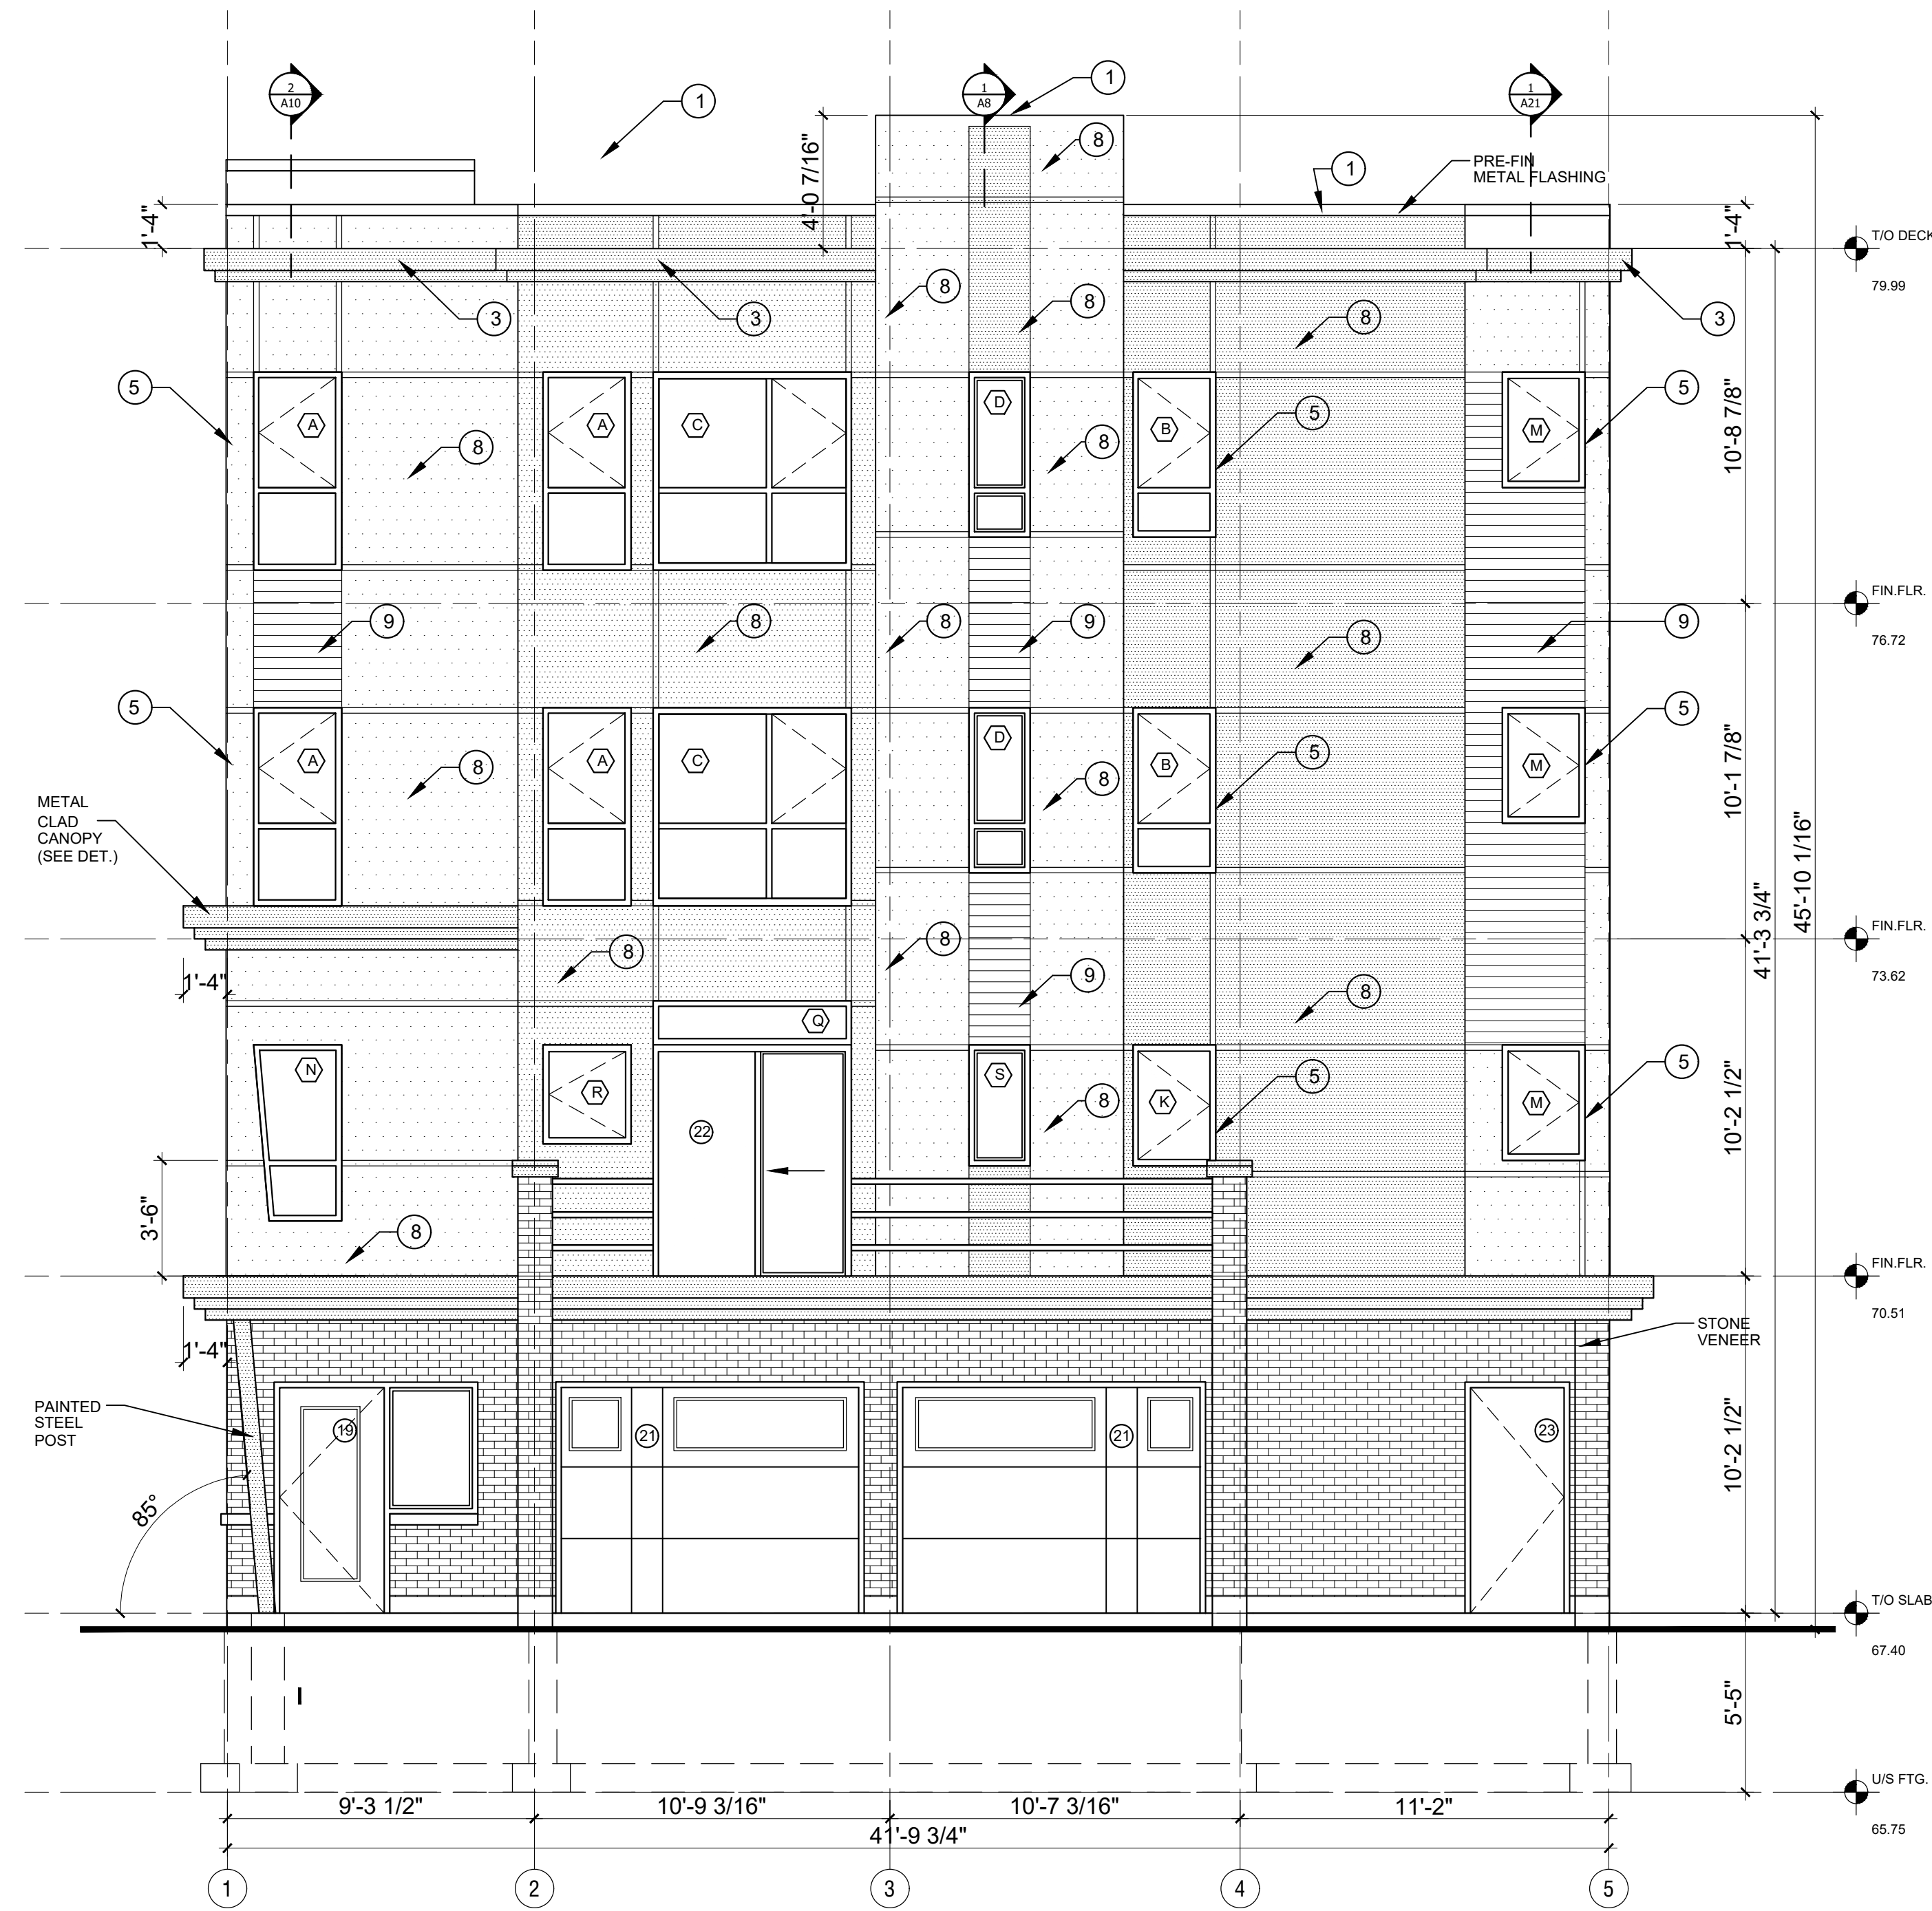 2
A10
1
1
A8
1
1
A21
8
1
PRE-FIN
METAL FLASHING
4'-0 7/16"
1'-4"
1'-4"
T/O DECK
79.99
3
3
8
8
8
3
5
A
8
A
C
D
8
B
5
M
5
10'-8 7/8"
FIN.FLR.
76.72
9
8
8
9
8
9
5
A
8
A
C
D
8
B
5
M
5
10'-1 7/8"
METAL
CLAD
CANOPY
(SEE DET.)
45'-10 1/16"
41'-3 3/4"
FIN.FLR.
73.62
1'-4"
8
8
9
8
Q
N
R
22
S
8
K
5
M
5
10'-2 1/2"
3'-6"
8
FIN.FLR.
70.51
1'-4"
STONE
VENEER
PAINTED
STEEL
POST
19
21
21
23
10'-2 1/2"
85°
T/O SLAB
67.40
5'-5"
U/S FTG.
65.75
9'-3 1/2"
10'-9 3/16"
10'-7 3/16"
11'-2"
41'-9 3/4"
1
2
3
4
5